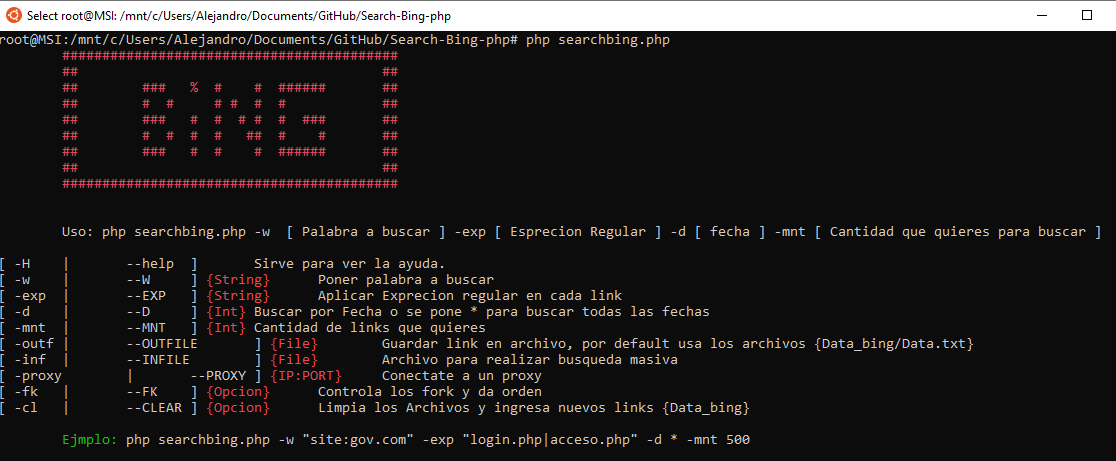 Select root@MSI: /mnt/c/Users/Alejandro/Documents/GitHub/Search-Bing-php
root@MSI:/mnt/c/Users/Alejandro/Documents/GitHub/Search-Bing-php# php searchbing.php
##########################################
##                                      ##
##        ###   % #    # ######       ##
##        # #     # # # #            ##
##        ###   # # # # # ###       ##
##        # # # #   ## #    #       ##
##        ###   # #    # ######       ##
##                                      ##
##########################################
Uso: php searchbing.php -w  [ Palabra a buscar ] -exp [ Esprecion Regular ] -d [ fecha ] -mnt [ Cantidad que quieres para buscar ]
[ -H    |       --help  ]       Sirve para ver la ayuda.
[ -w    |       --W     ] {String}      Poner palabra a buscar
[ -exp  |       --EXP   ] {String}      Aplicar Exprecion regular en cada link
[ -d    |       --D     ] {Int} Buscar por Fecha o se pone * para buscar todas las fechas
[ -mnt  |       --MNT   ] {Int} Cantidad de links que quieres
[ -outf |       --OUTFILE       ] {File}        Guardar link en archivo, por default usa los archivos {Data_bing/Data.txt}
[ -inf  |       --INFILE        ] {File}        Archivo para realizar busqueda masiva
[ -proxy        |       --PROXY ] {IP:PORT}     Conectate a un proxy
[ -fk   |       --FK    ] {Opcion}      Controla los fork y da orden
[ -cl   |       --CLEAR ] {Opcion}      Limpia los Archivos y ingresa nuevos links {Data_bing}
Ejmplo: php searchbing.php -w "site:gov.com" -exp "login.php|acceso.php" -d * -mnt 500